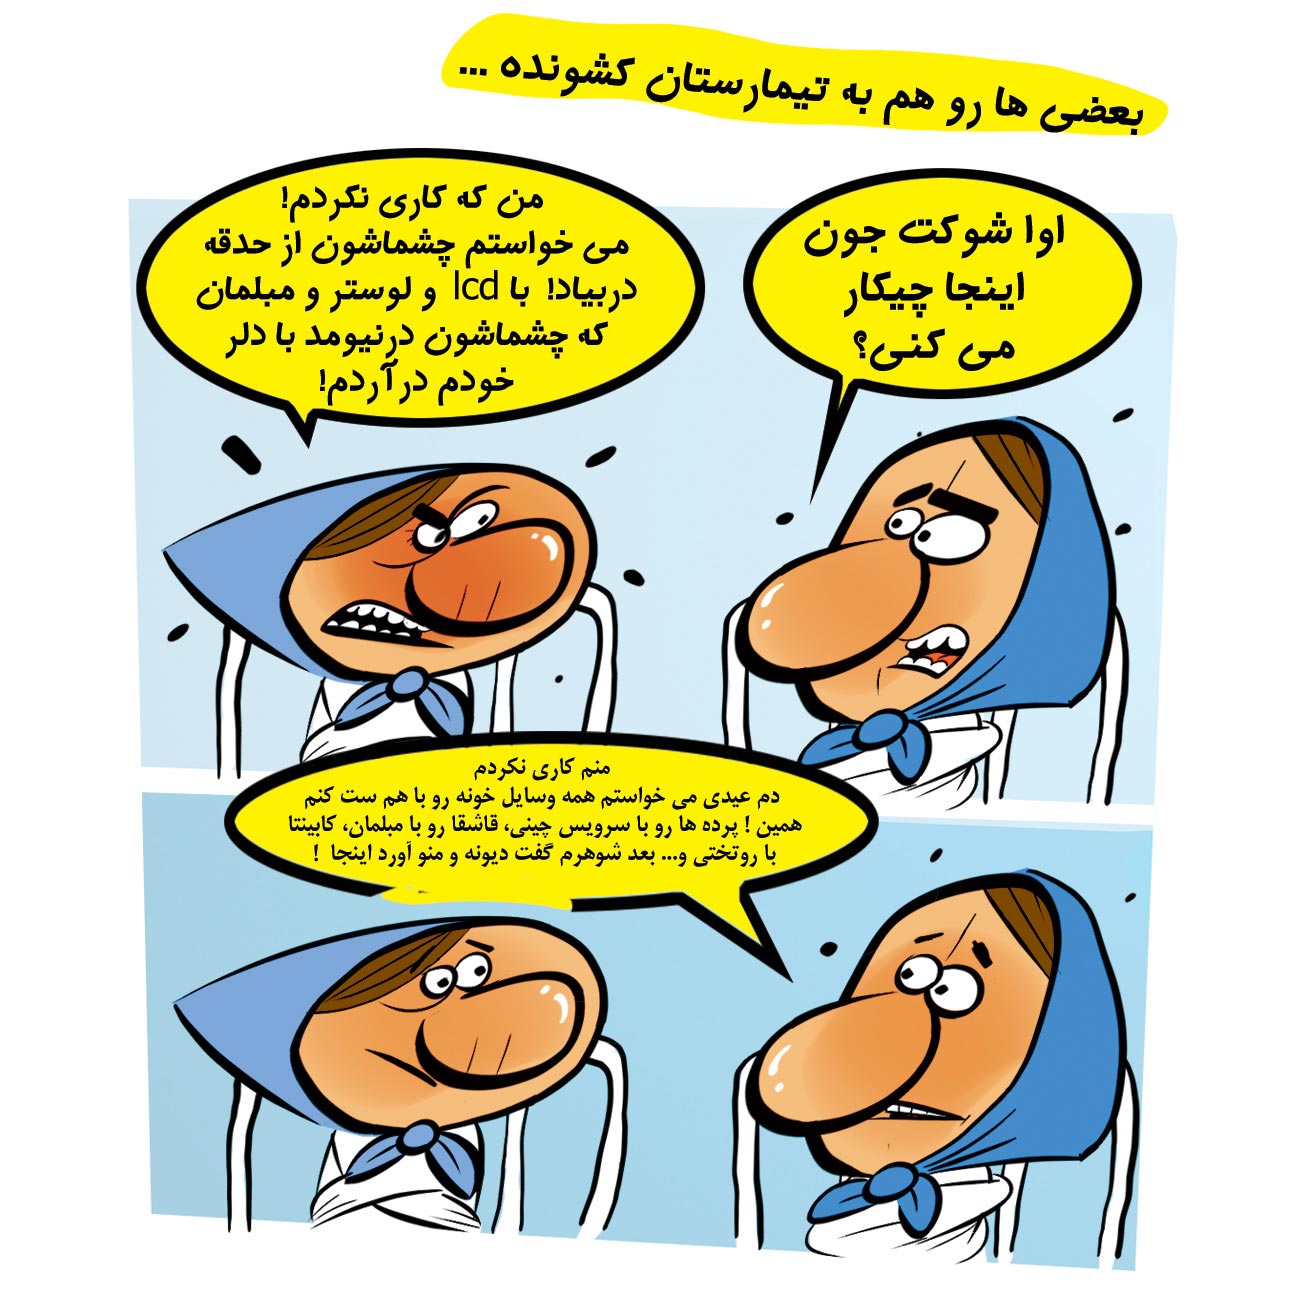 بعضی ها رو هم به تیمارستان کشونده ...
اوا شوکت جون
اینجا چیکار
می کنی؟
من که کاری نکردم!
می خواستم چشماشون از حدقه
دربیاد! با lcd و لوستر و مبلمان
که چشماشون درنیومد با دلر
خودم درآردم!
منم کاری نکردم
دم عیدی می خواستم همه وسایل خونه رو با هم ست کنم
همین ! پرده ها رو با سرویس چینی، قاشقا رو با مبلمان، کابینتا
با روتختی و... بعد شوهرم گفت دیونه و منو آورد اینجا !